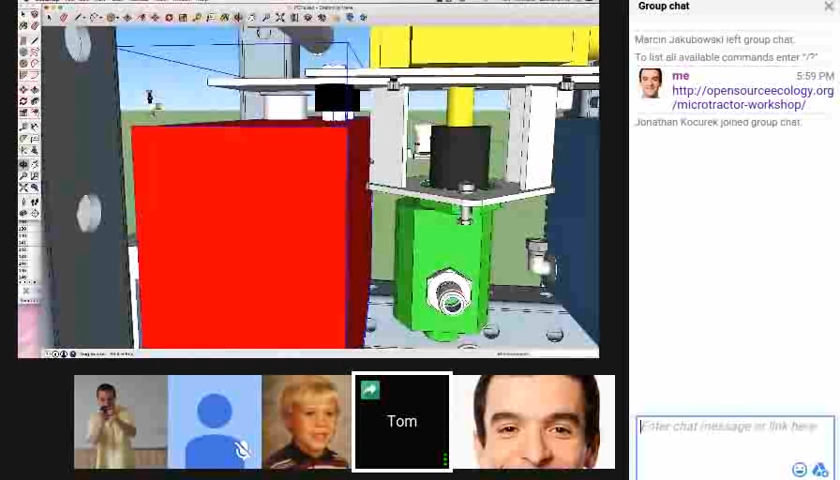 Group chat
Marcin Jakubowski left group chat.
To list all available commands enter "/?"
me
5:59 PM
http://opensourceecology.org
/microtractor-workshop/
Jonathan Kocurek joined group chat.
Tom
Enter chat message or link here